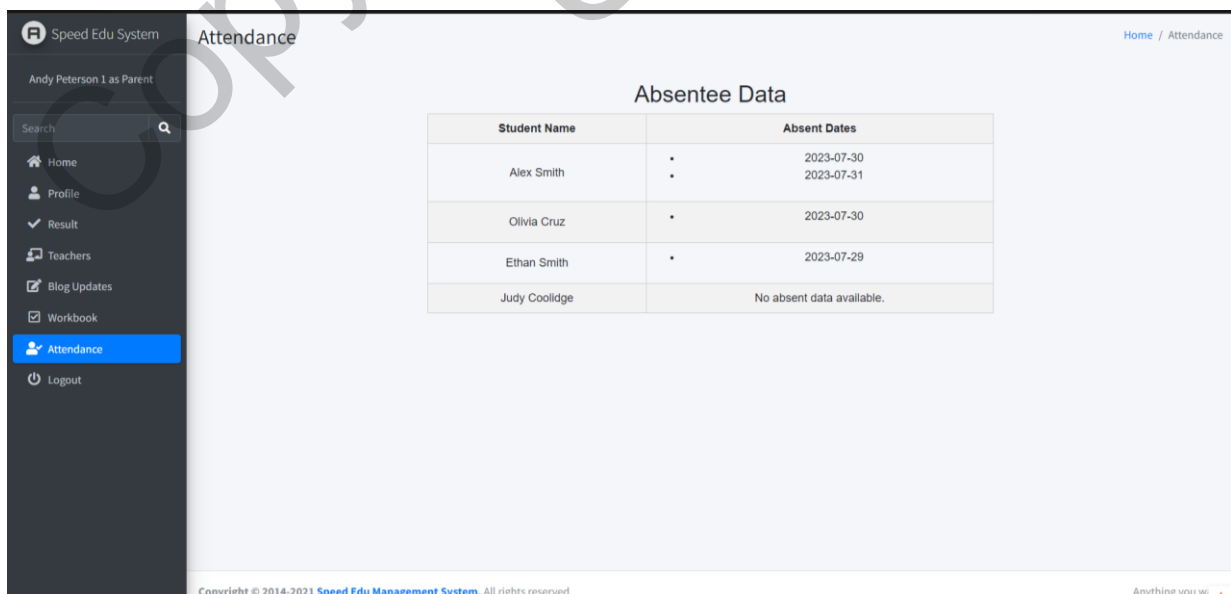 Speed Edu System
Attendance
Home / Attendance
Andy Peterson 1 as Parent
Search
Home
Profile
Result
Teachers
Blog Updates
Workbook
Attendance
Logout
Absentee Data
Student Name Absent Dates
Alex Smith • 2023-07-30
• 2023-07-31
Olivia Cruz • 2023-07-30
Ethan Smith • 2023-07-29
Judy Coolidge No absent data available.
Copyright © 2014-2021 Speed Edu Management System. All rights reserved
Anything you